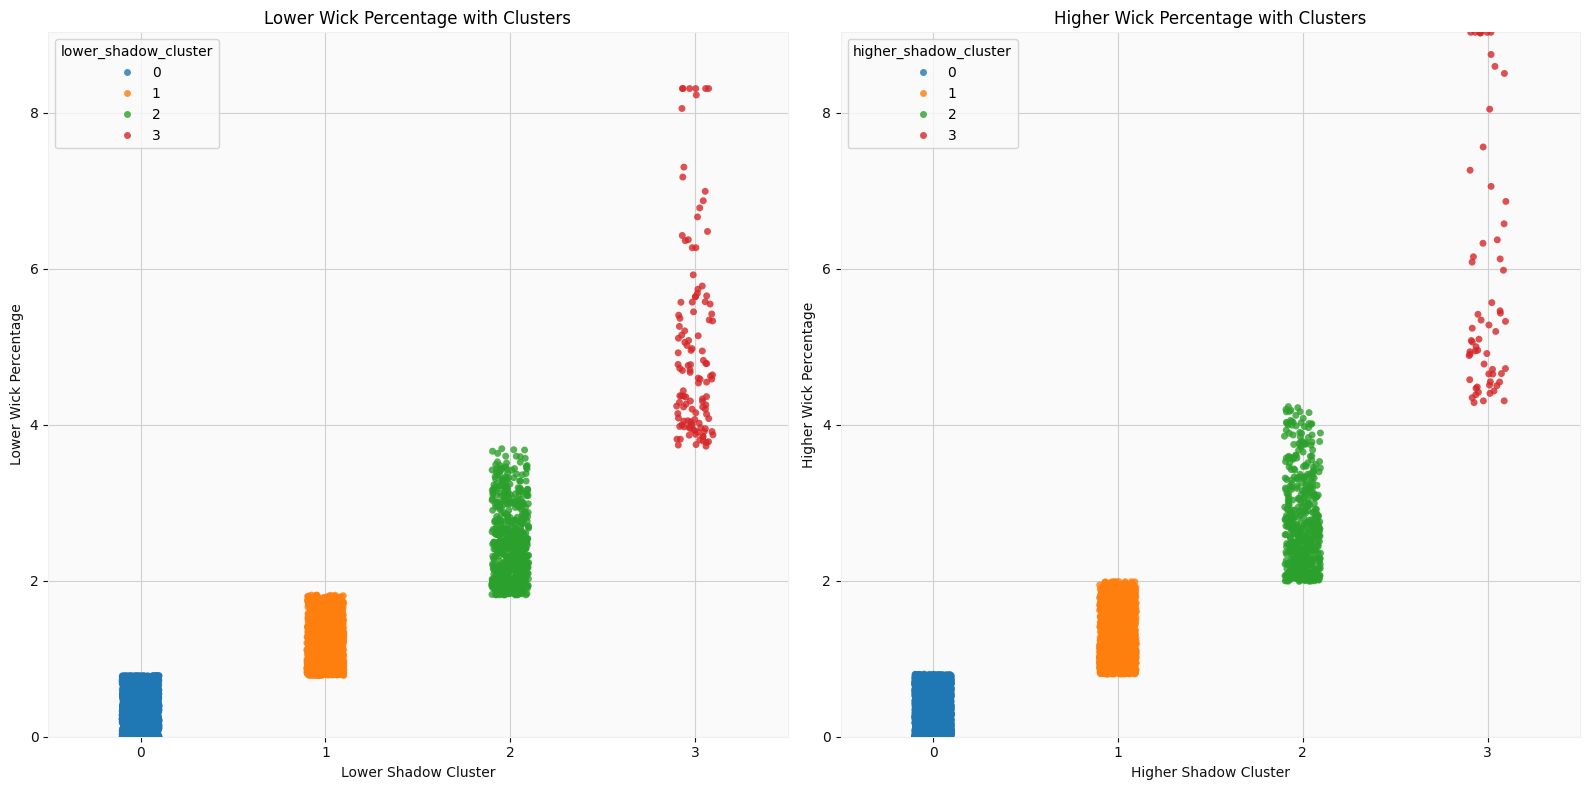 Lower Wick Percentage with Clusters
lower_shadow_cluster
0
1
2
3
8
6
4
2
0
Lower Wick Percentage
0 1 2 3
Lower Shadow Cluster
Higher Wick Percentage with Clusters
higher_shadow_cluster
0
1
2
3
8
6
4
2
0
Higher Wick Percentage
0 1 2 3
Higher Shadow Cluster